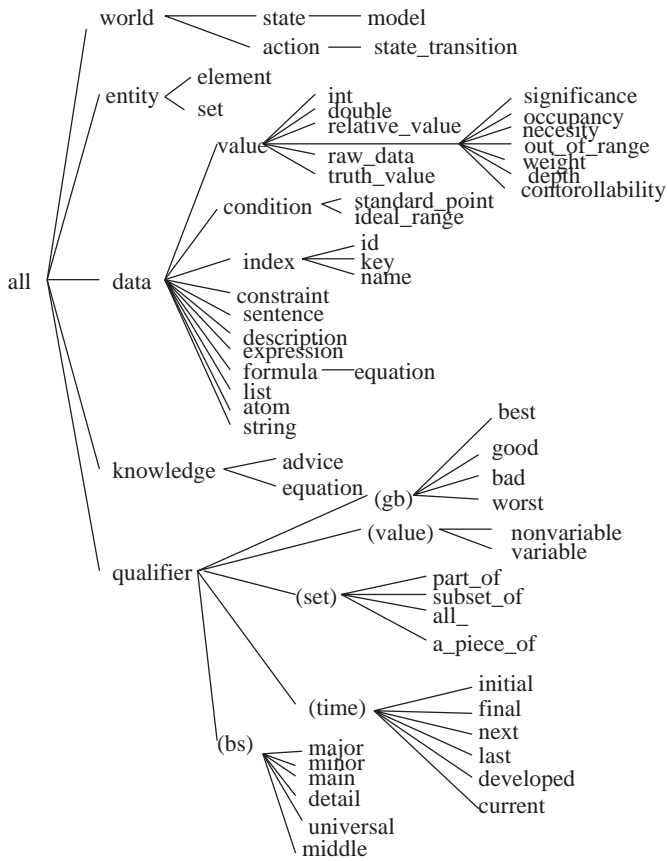 world state model
action state_transition
element
entity
set
int
double
relative_value
value
raw_data
truth_value
significance
occupancy
necesity
out_of_range
weight
depth
contorollability
condition
standard_point
ideal_range
id
index
key
name
all
data
constraint
sentence
description
expression
formula equation
list
atom
string
knowledge
advice
equation
best
good
(gb)
bad
worst
(value)
nonvariable
variable
qualifier
part_of
(set)
subset_of
all_
a_piece_of
initial
(time)
final
next
last
developed
current
(bs)
major
minor
main
detail
universal
middle